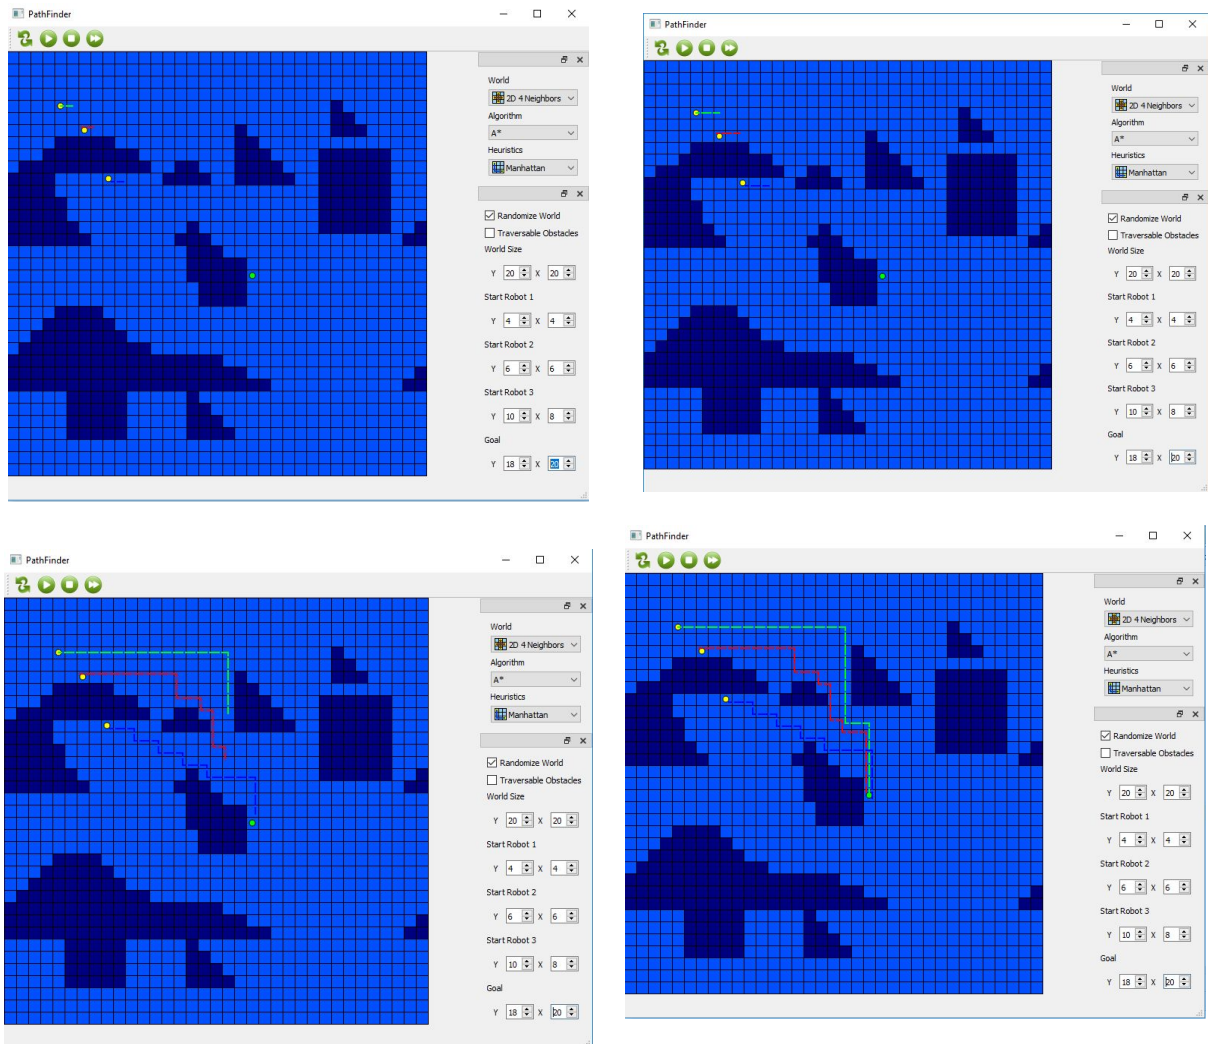 PathFinder
World
2D 4 Neighbors
Algorithm
A*
Heuristics
Manhattan
Randomize World
Traversable Obstacles
World Size
Y 20 X 20
Start Robot 1
Y 4 X 4
Start Robot 2
Y 6 X 6
Start Robot 3
Y 10 X 8
Goal
Y 18 X 20
PathFinder
World
2D 4 Neighbors
Algorithm
A*
Heuristics
Manhattan
Randomize World
Traversable Obstacles
World Size
Y 20 X 20
Start Robot 1
Y 4 X 4
Start Robot 2
Y 6 X 6
Start Robot 3
Y 10 X 8
Goal
Y 18 X 20
PathFinder
World
2D 4 Neighbors
Algorithm
A*
Heuristics
Manhattan
Randomize World
Traversable Obstacles
World Size
Y 20 X 20
Start Robot 1
Y 4 X 4
Start Robot 2
Y 6 X 6
Start Robot 3
Y 10 X 8
Goal
Y 18 X 20
PathFinder
World
2D 4 Neighbors
Algorithm
A*
Heuristics
Manhattan
Randomize World
Traversable Obstacles
World Size
Y 20 X 20
Start Robot 1
Y 4 X 4
Start Robot 2
Y 6 X 6
Start Robot 3
Y 10 X 8
Goal
Y 18 X 20